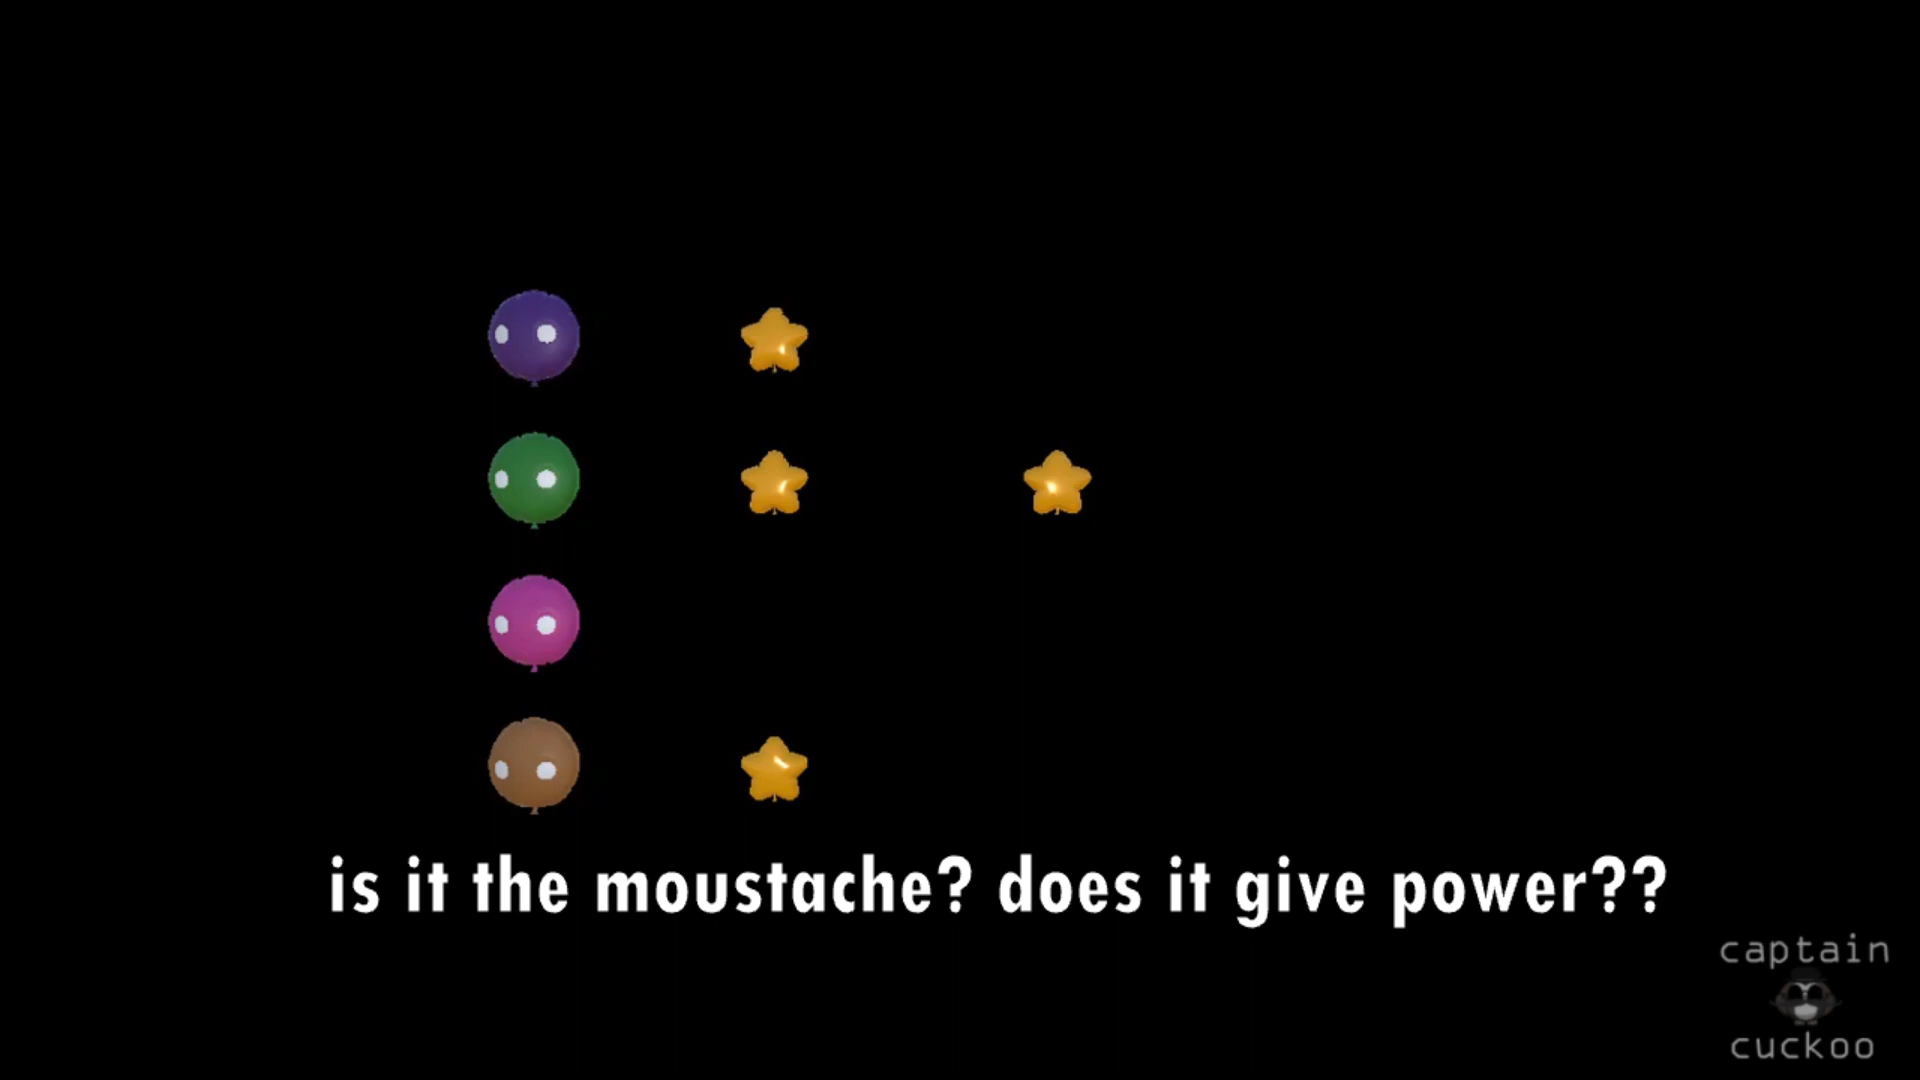 is it the moustache? does it give power??
captain
cuckoo